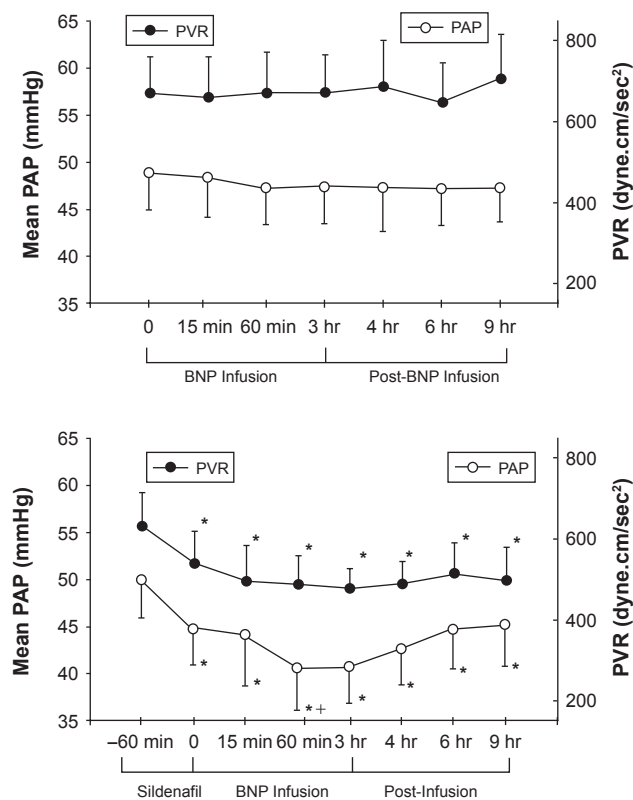 65
60
55
50
45
40
35
Mean PAP (mmHg)
PVR
PAP
800
600
400
200
PVR (dyne.cm/sec²)
0 15 min 60 min 3 hr 4 hr 6 hr 9 hr
BNP Infusion Post-BNP Infusion
65
60
55
50
45
40
35
Mean PAP (mmHg)
PVR
PAP
800
600
400
200
PVR (dyne.cm/sec²)
* * * * * * *
* * *+ * * * *
–60 min 0 15 min 60 min 3 hr 4 hr 6 hr 9 hr
Sildenafil BNP Infusion Post-Infusion